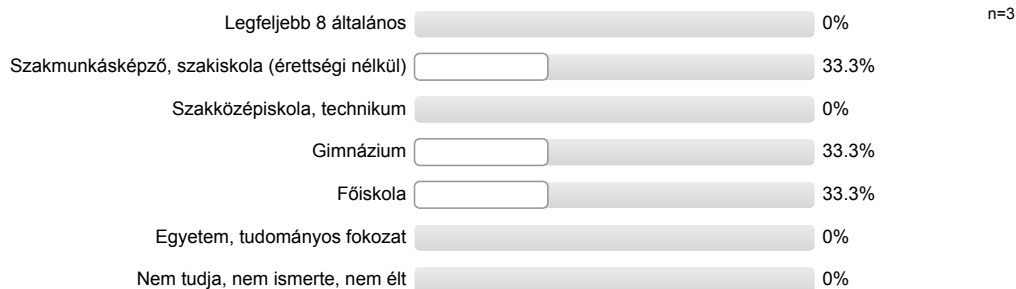 Legfeljebb 8 általános 0% n=3
Szakmunkásképző, szakiskola (érettségi nélkül) 33.3%
Szakközépiskola, technikum 0%
Gimnázium 33.3%
Főiskola 33.3%
Egyetem, tudományos fokozat 0%
Nem tudja, nem ismerte, nem élt 0%